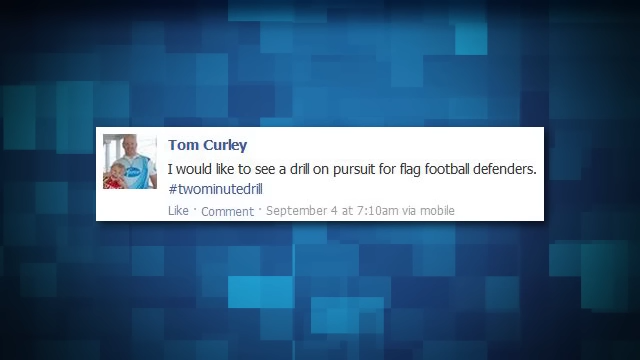 Tom Curley
I would like to see a drill on pursuit for flag football defenders.
#twominutedrill
Like · Comment · September 4 at 7:10am via mobile